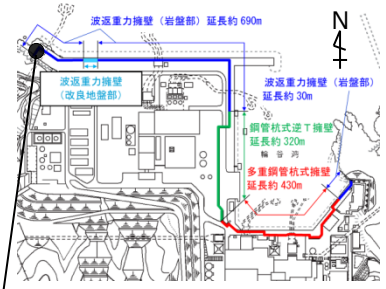 波返重力擁壁（岩盤部）延長約 690m
N
波返重力擁壁
（改良地盤部）
波返重力擁壁（岩盤部）
延長約 30m
鋼管杭式逆Ｔ擁壁
延長約 320m
輪谷湾
多重鋼管杭式擁壁
延長約 430m